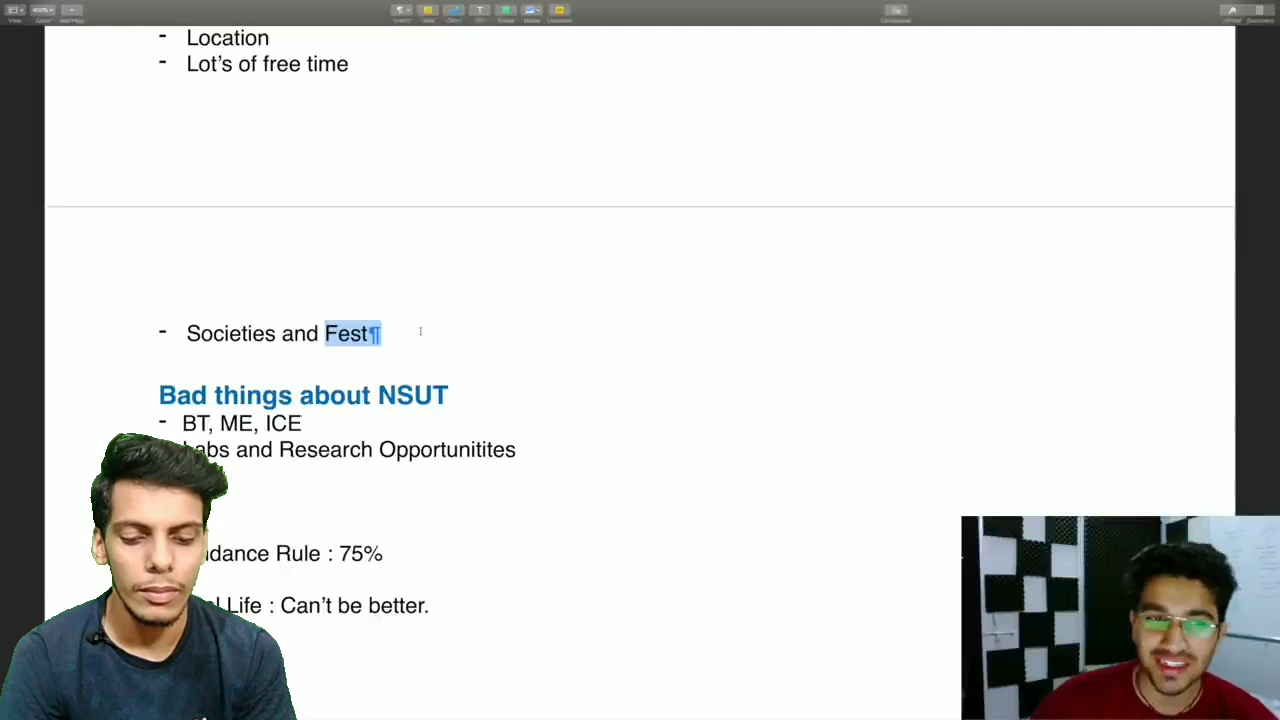 - Location
- Lot's of free time
- Societies and Fest¶
Bad things about NSUT
- BT, ME, ICE
Labs and Research Opportunitites
dance Rule : 75%
Life : Can't be better.